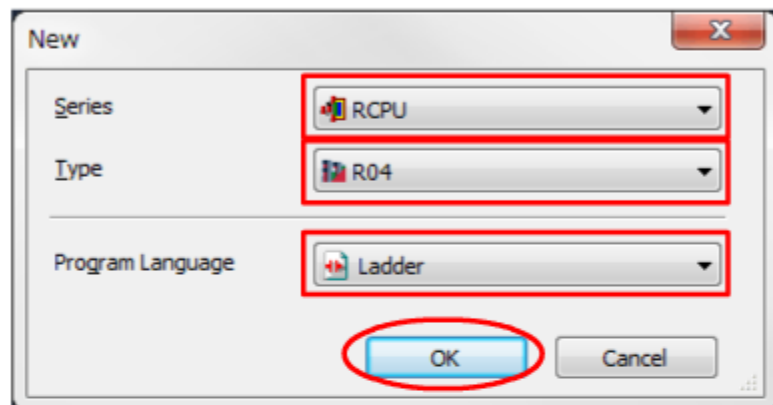 New
Series
RCPU
Type
R04
Program Language
Ladder
OK
Cancel